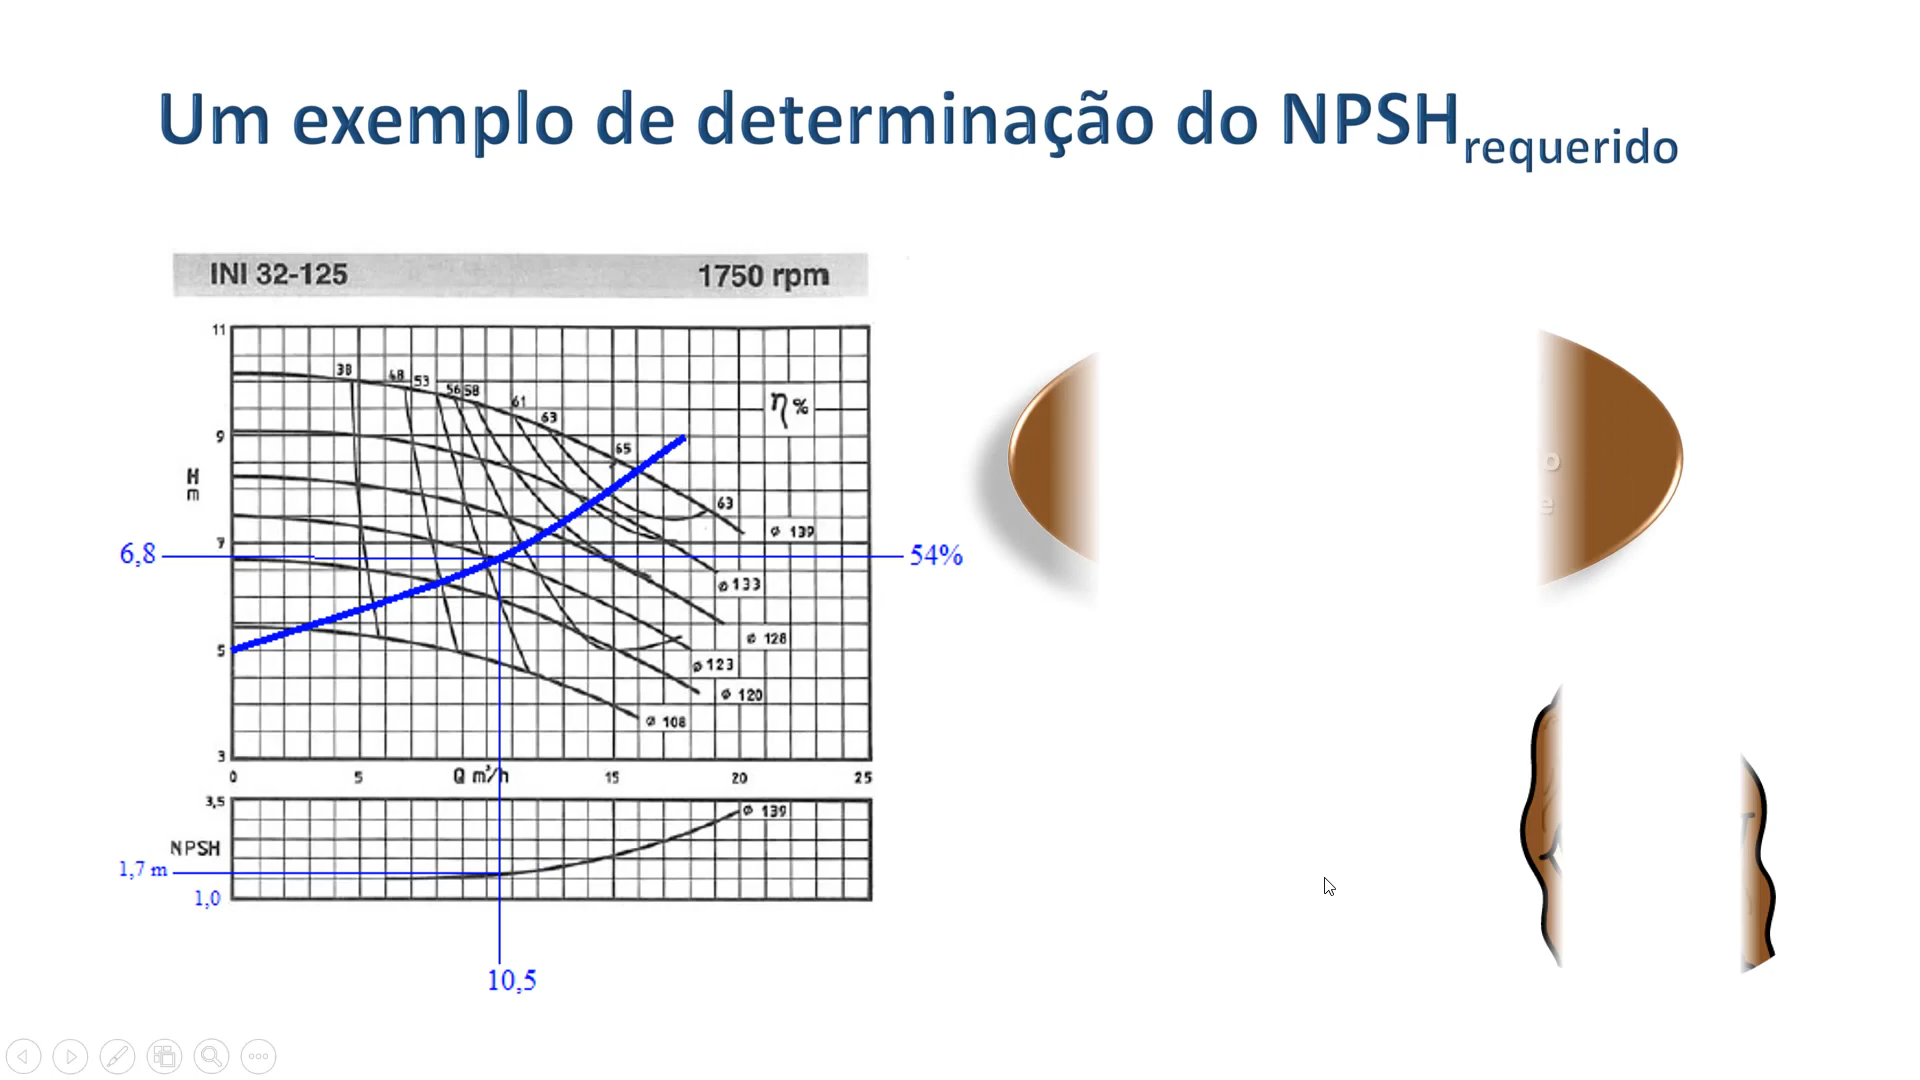 Um exemplo de determinação do NPSHrequerido
INI 32-125 1750 rpm
11
38
48
53
56
58
61
63
65
63
η %
9
H
m
7
6,8
54%
5
3
ø 139
ø 133
ø 128
ø 123
ø 120
ø 108
0 5 Q m³/h 15 20 25
3,5
ø 139
NPSH
1,7 m
1,0
10,5
o
e